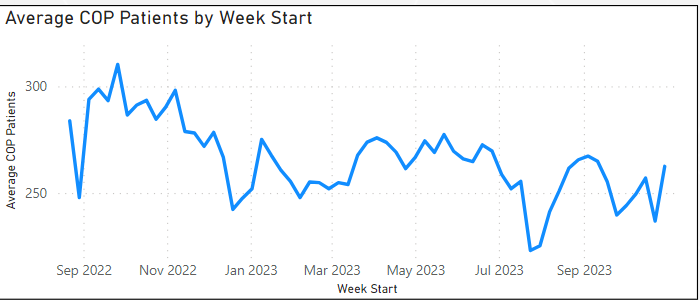 Average COP Patients by Week Start
Average COP Patients
300
250
Sep 2022 Nov 2022 Jan 2023 Mar 2023 May 2023 Jul 2023 Sep 2023
Week Start